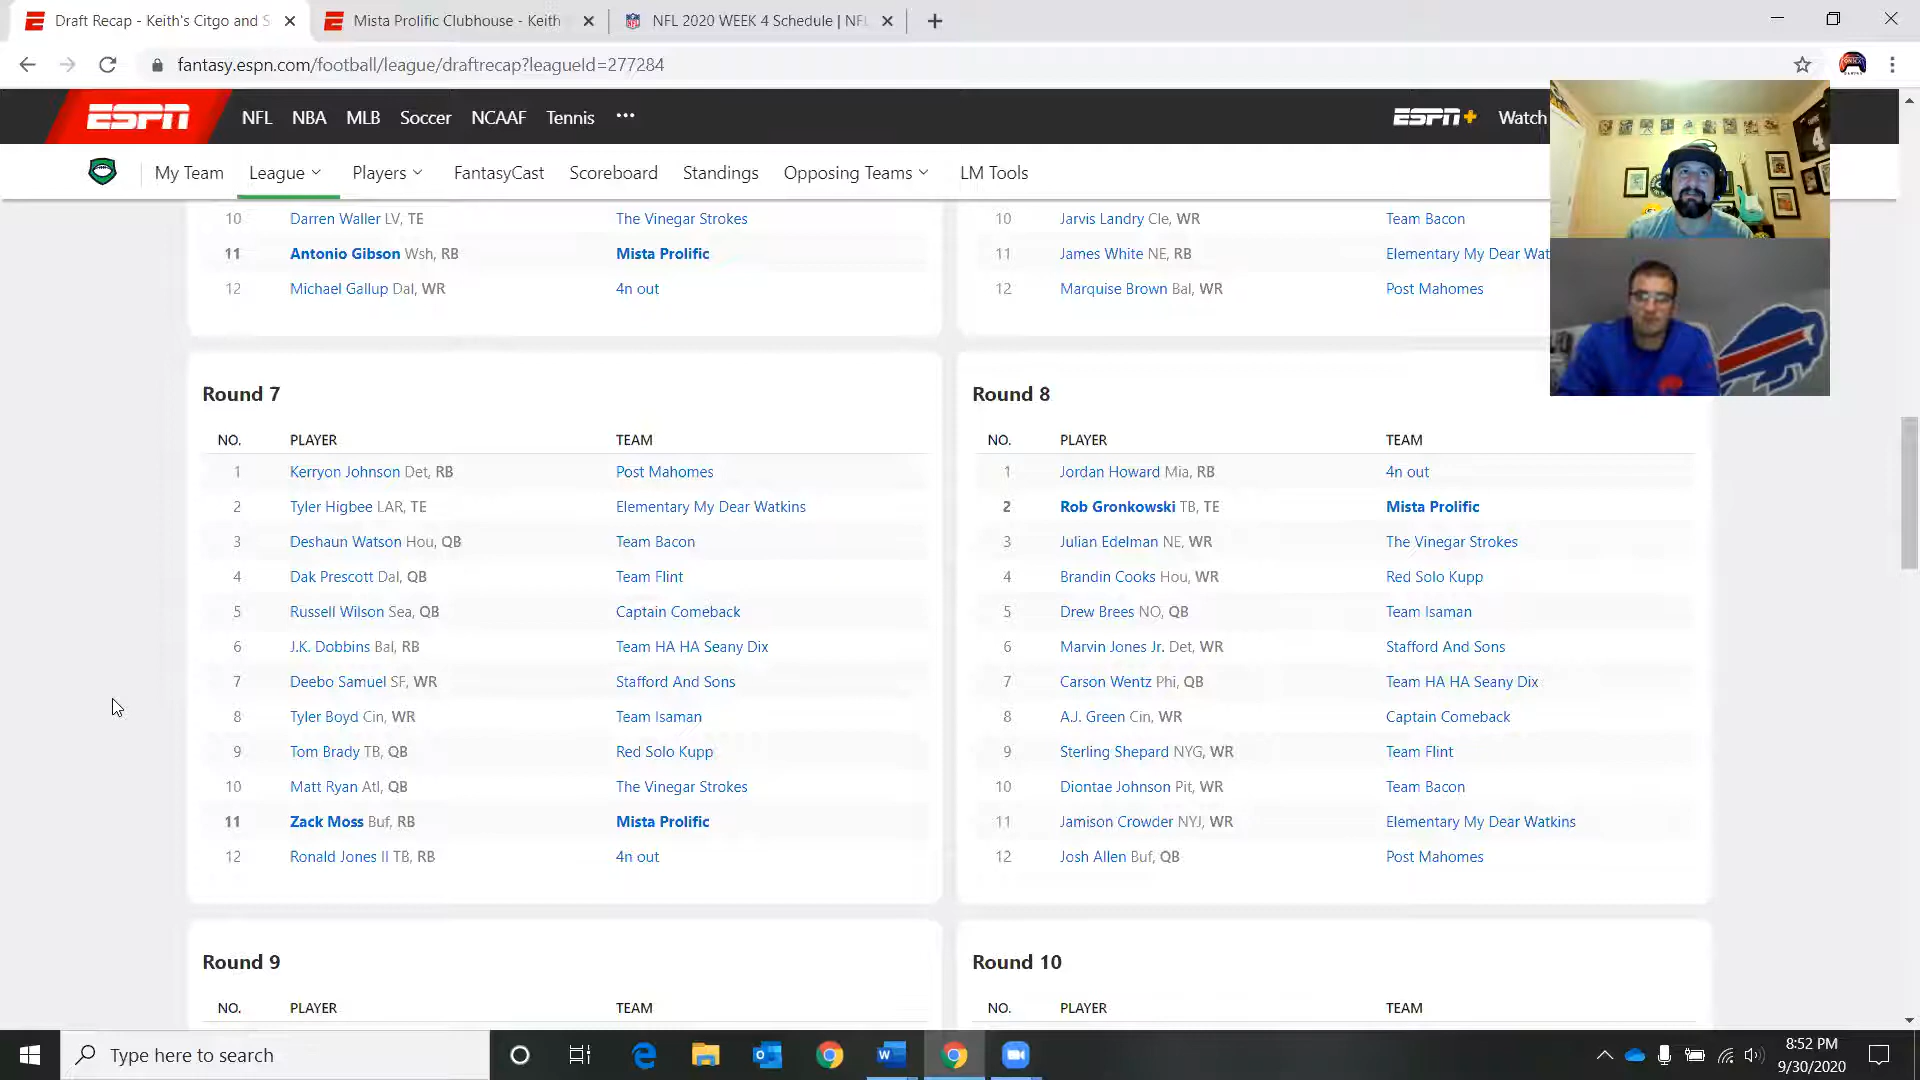 Draft Recap - Keith's Citgo and S
Mista Prolific Clubhouse - Keith
NFL 2020 WEEK 4 Schedule | NFL
fantasy.espn.com/football/league/draftrecap?leagueId=277284
ESPN NFL NBA MLB Soccer NCAAF Tennis ••• ESPN+ Watch
My Team League Players FantasyCast Scoreboard Standings Opposing Teams LM Tools
10 Darren Waller LV, TE The Vinegar Strokes
11 Antonio Gibson Wsh, RB Mista Prolific
12 Michael Gallup Dal, WR 4n out
10 Jarvis Landry Cle, WR Team Bacon
11 James White NE, RB Elementary My Dear Wat
12 Marquise Brown Bal, WR Post Mahomes
Round 7
NO. PLAYER TEAM
1 Kerryon Johnson Det, RB Post Mahomes
2 Tyler Higbee LAR, TE Elementary My Dear Watkins
3 Deshaun Watson Hou, QB Team Bacon
4 Dak Prescott Dal, QB Team Flint
5 Russell Wilson Sea, QB Captain Comeback
6 J.K. Dobbins Bal, RB Team HA HA Seany Dix
7 Deebo Samuel SF, WR Stafford And Sons
8 Tyler Boyd Cin, WR Team Isaman
9 Tom Brady TB, QB Red Solo Kupp
10 Matt Ryan Atl, QB The Vinegar Strokes
11 Zack Moss Buf, RB Mista Prolific
12 Ronald Jones II TB, RB 4n out
Round 8
NO. PLAYER TEAM
1 Jordan Howard Mia, RB 4n out
2 Rob Gronkowski TB, TE Mista Prolific
3 Julian Edelman NE, WR The Vinegar Strokes
4 Brandin Cooks Hou, WR Red Solo Kupp
5 Drew Brees NO, QB Team Isaman
6 Marvin Jones Jr. Det, WR Stafford And Sons
7 Carson Wentz Phi, QB Team HA HA Seany Dix
8 A.J. Green Cin, WR Captain Comeback
9 Sterling Shepard NYG, WR Team Flint
10 Diontae Johnson Pit, WR Team Bacon
11 Jamison Crowder NYJ, WR Elementary My Dear Watkins
12 Josh Allen Buf, QB Post Mahomes
Round 9
NO. PLAYER TEAM
Round 10
NO. PLAYER TEAM
Type here to search
8:52 PM
9/30/2020